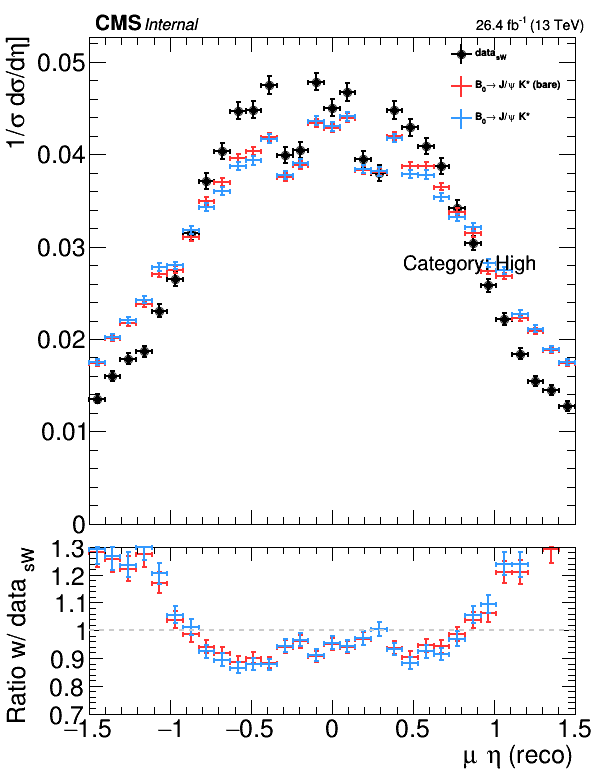 CMS Internal 26.4 fb⁻¹ (13 TeV)
1/σ dσ/dη]
0.05
0.04
0.03
0.02
0.01
0
data_sW
B₀→ J/ψ K* (bare)
B₀→ J/ψ K*
Category: High
Ratio w/ data sW
1.3
1.2
1.1
1
0.9
0.8
0.7
−1.5 −1 −0.5 0 0.5 1 1.5
μ η (reco)